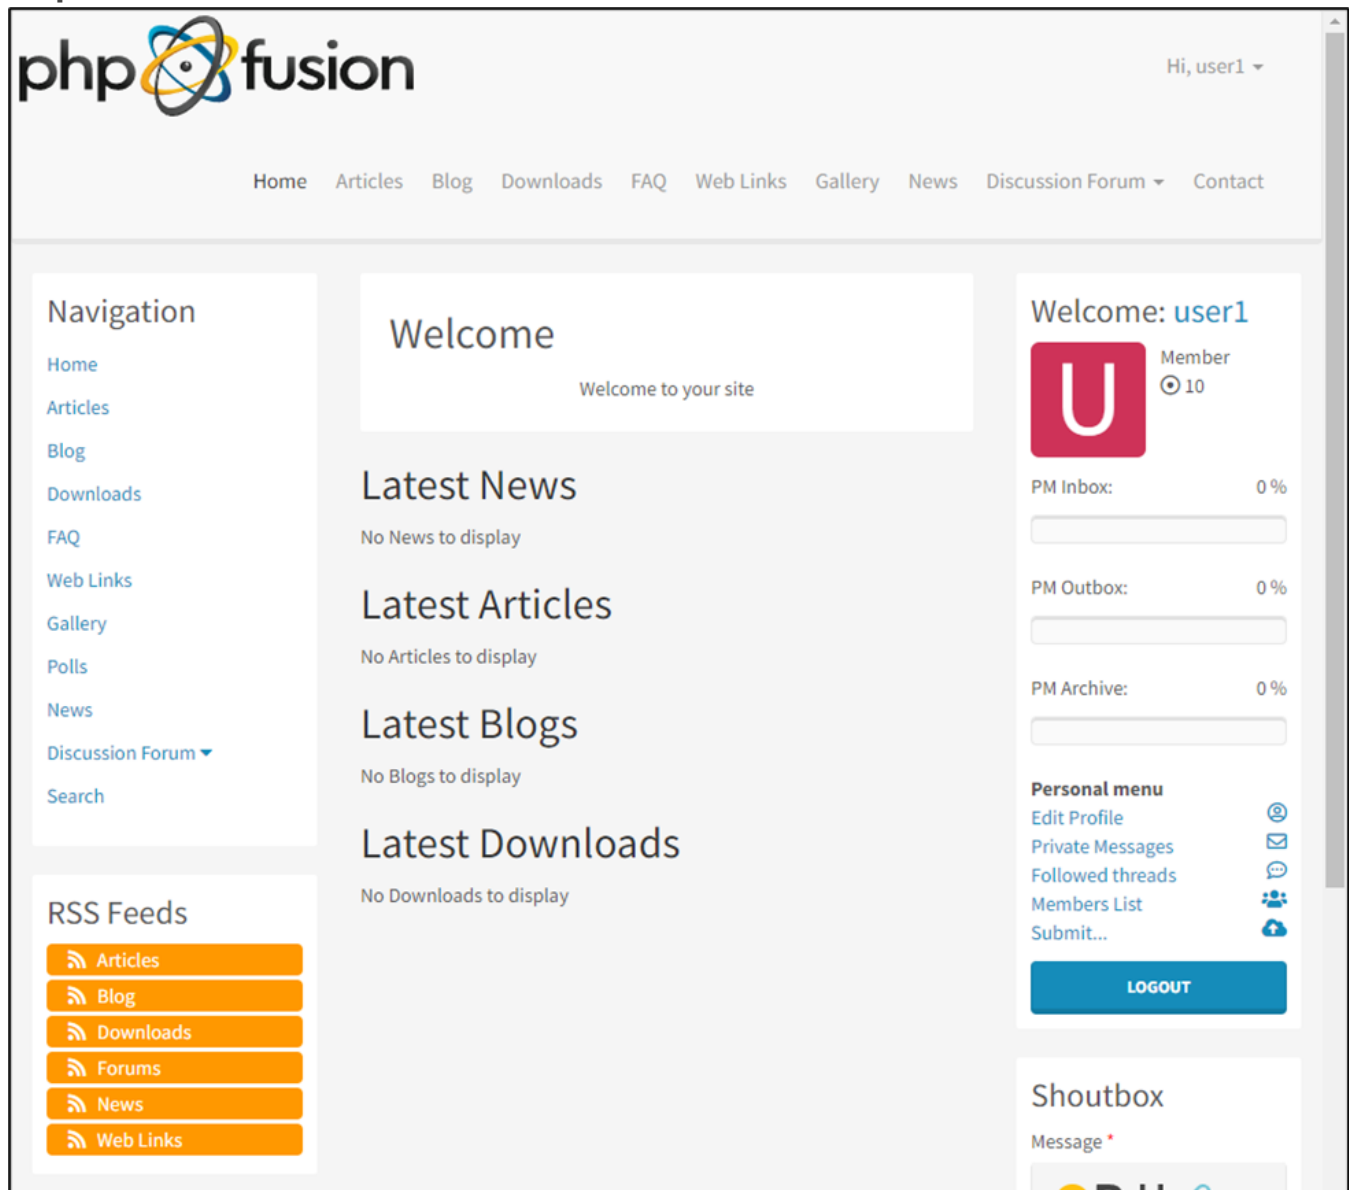 php fusion
Hi, user1
Home Articles Blog Downloads FAQ Web Links Gallery News Discussion Forum Contact
Navigation
Home
Articles
Blog
Downloads
FAQ
Web Links
Gallery
Polls
News
Discussion Forum
Search
RSS Feeds
Articles
Blog
Downloads
Forums
News
Web Links
Welcome
Welcome to your site
Latest News
No News to display
Latest Articles
No Articles to display
Latest Blogs
No Blogs to display
Latest Downloads
No Downloads to display
Welcome: user1
U
Member
10
PM Inbox: 0 %
PM Outbox: 0 %
PM Archive: 0 %
Personal menu
Edit Profile
Private Messages
Followed threads
Members List
Submit...
LOGOUT
Shoutbox
Message *